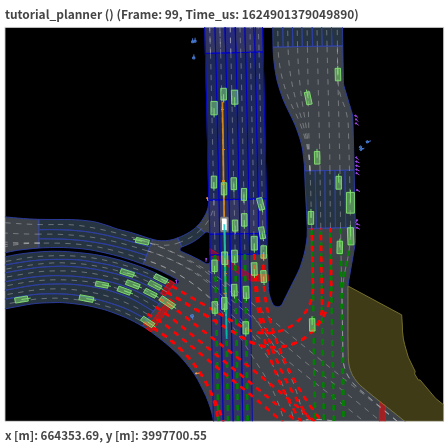 tutorial_planner () (Frame: 99, Time_us: 1624901379049890)
x [m]: 664353.69, y [m]: 3997700.55